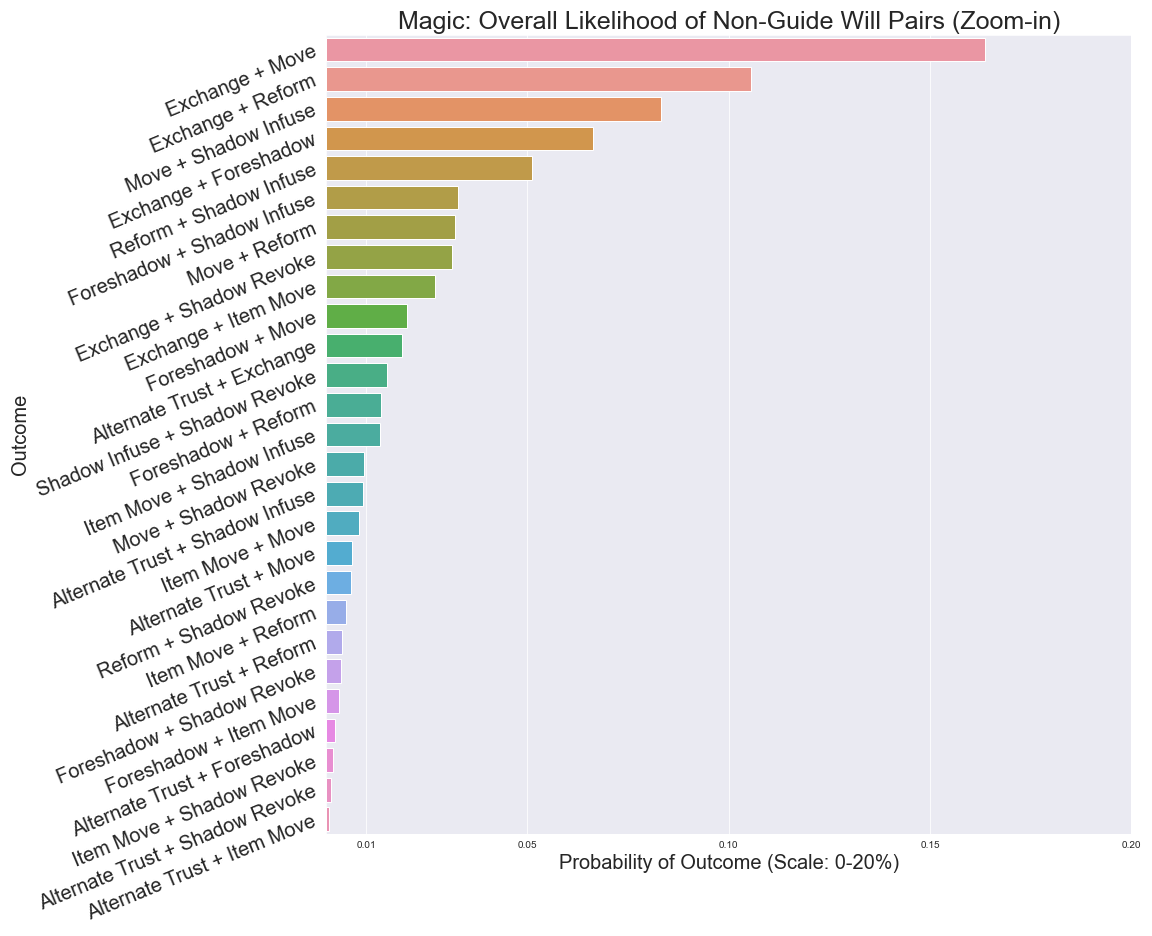 Magic: Overall Likelihood of Non-Guide Will Pairs (Zoom-in)
Outcome
Exchange + Move
Exchange + Reform
Move + Shadow Infuse
Exchange + Foreshadow
Reform + Shadow Infuse
Foreshadow + Shadow Infuse
Move + Reform
Exchange + Shadow Revoke
Exchange + Item Move
Foreshadow + Move
Alternate Trust + Exchange
Shadow Infuse + Shadow Revoke
Foreshadow + Reform
Item Move + Shadow Infuse
Move + Shadow Revoke
Alternate Trust + Shadow Infuse
Item Move + Move
Alternate Trust + Move
Reform + Shadow Revoke
Item Move + Reform
Alternate Trust + Reform
Foreshadow + Shadow Revoke
Foreshadow + Item Move
Alternate Trust + Foreshadow
Item Move + Shadow Revoke
Alternate Trust + Shadow Revoke
Alternate Trust + Item Move
0.01 0.05 0.10 0.15 0.20
Probability of Outcome (Scale: 0-20%)